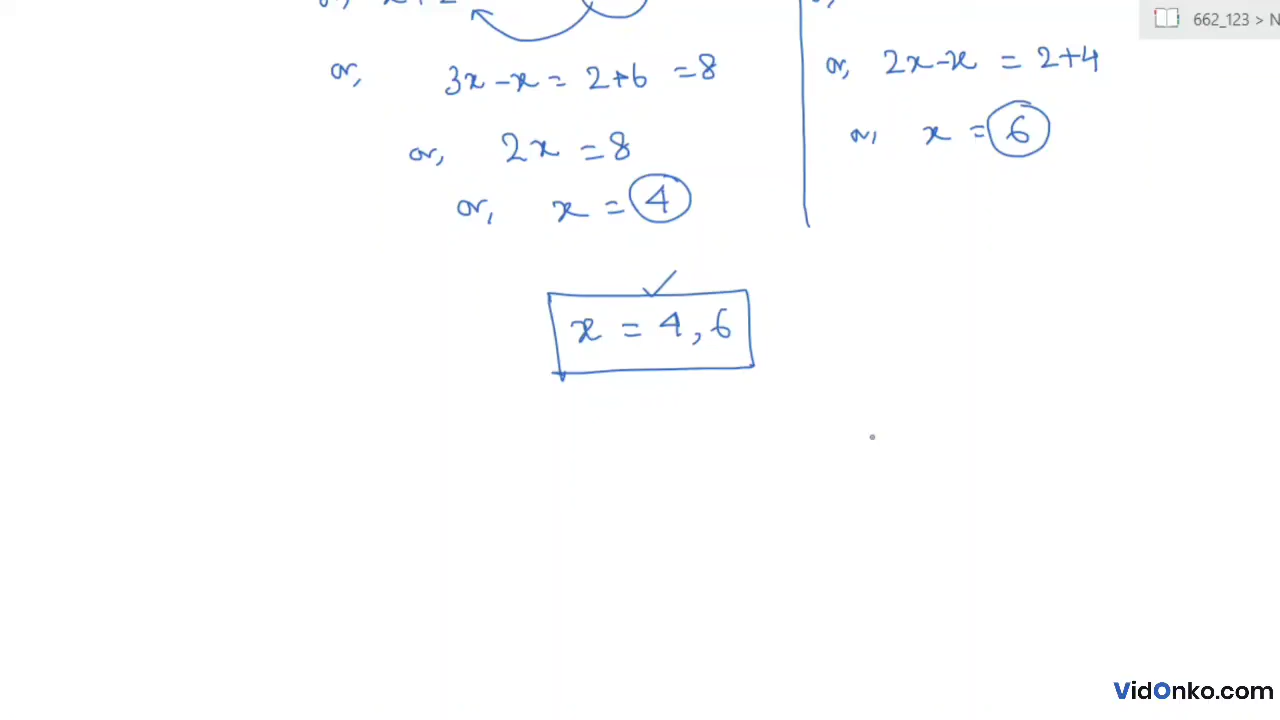 662_123 > N
or, 3x - x = 2+6 = 8
or, 2x = 8
or, x = 4
or, 2x - x = 2+4
or, x = 6
x = 4, 6
VidOnko.com